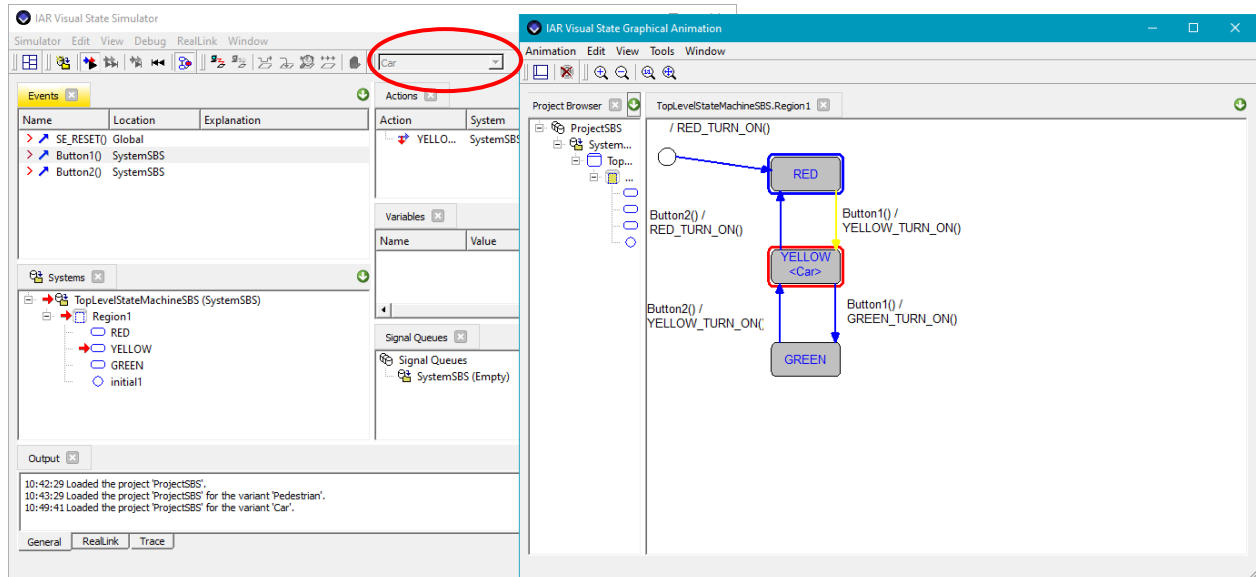 IAR Visual State Simulator
Simulator Edit View Debug RealLink Window
Car
Events
Name Location Explanation
SE_RESET() Global
Button1() SystemSBS
Button2() SystemSBS
Actions
Action System
YELLO... SystemSBS
Variables
Name Value
Systems
TopLevelStateMachineSBS (SystemSBS)
Region1
RED
YELLOW
GREEN
initial1
Signal Queues
Signal Queues
SystemSBS (Empty)
Output
10:42:29 Loaded the project 'ProjectSBS'.
10:43:29 Loaded the project 'ProjectSBS' for the variant 'Pedestrian'.
10:49:41 Loaded the project 'ProjectSBS' for the variant 'Car'.
General RealLink Trace
IAR Visual State Graphical Animation
Animation Edit View Tools Window
Project Browser
ProjectSBS
System...
Top...
...
TopLevelStateMachineSBS.Region1
/ RED_TURN_ON()
RED
Button2() /
RED_TURN_ON()
Button1() /
YELLOW_TURN_ON()
YELLOW
<Car>
Button2() /
YELLOW_TURN_ON()
Button1() /
GREEN_TURN_ON()
GREEN